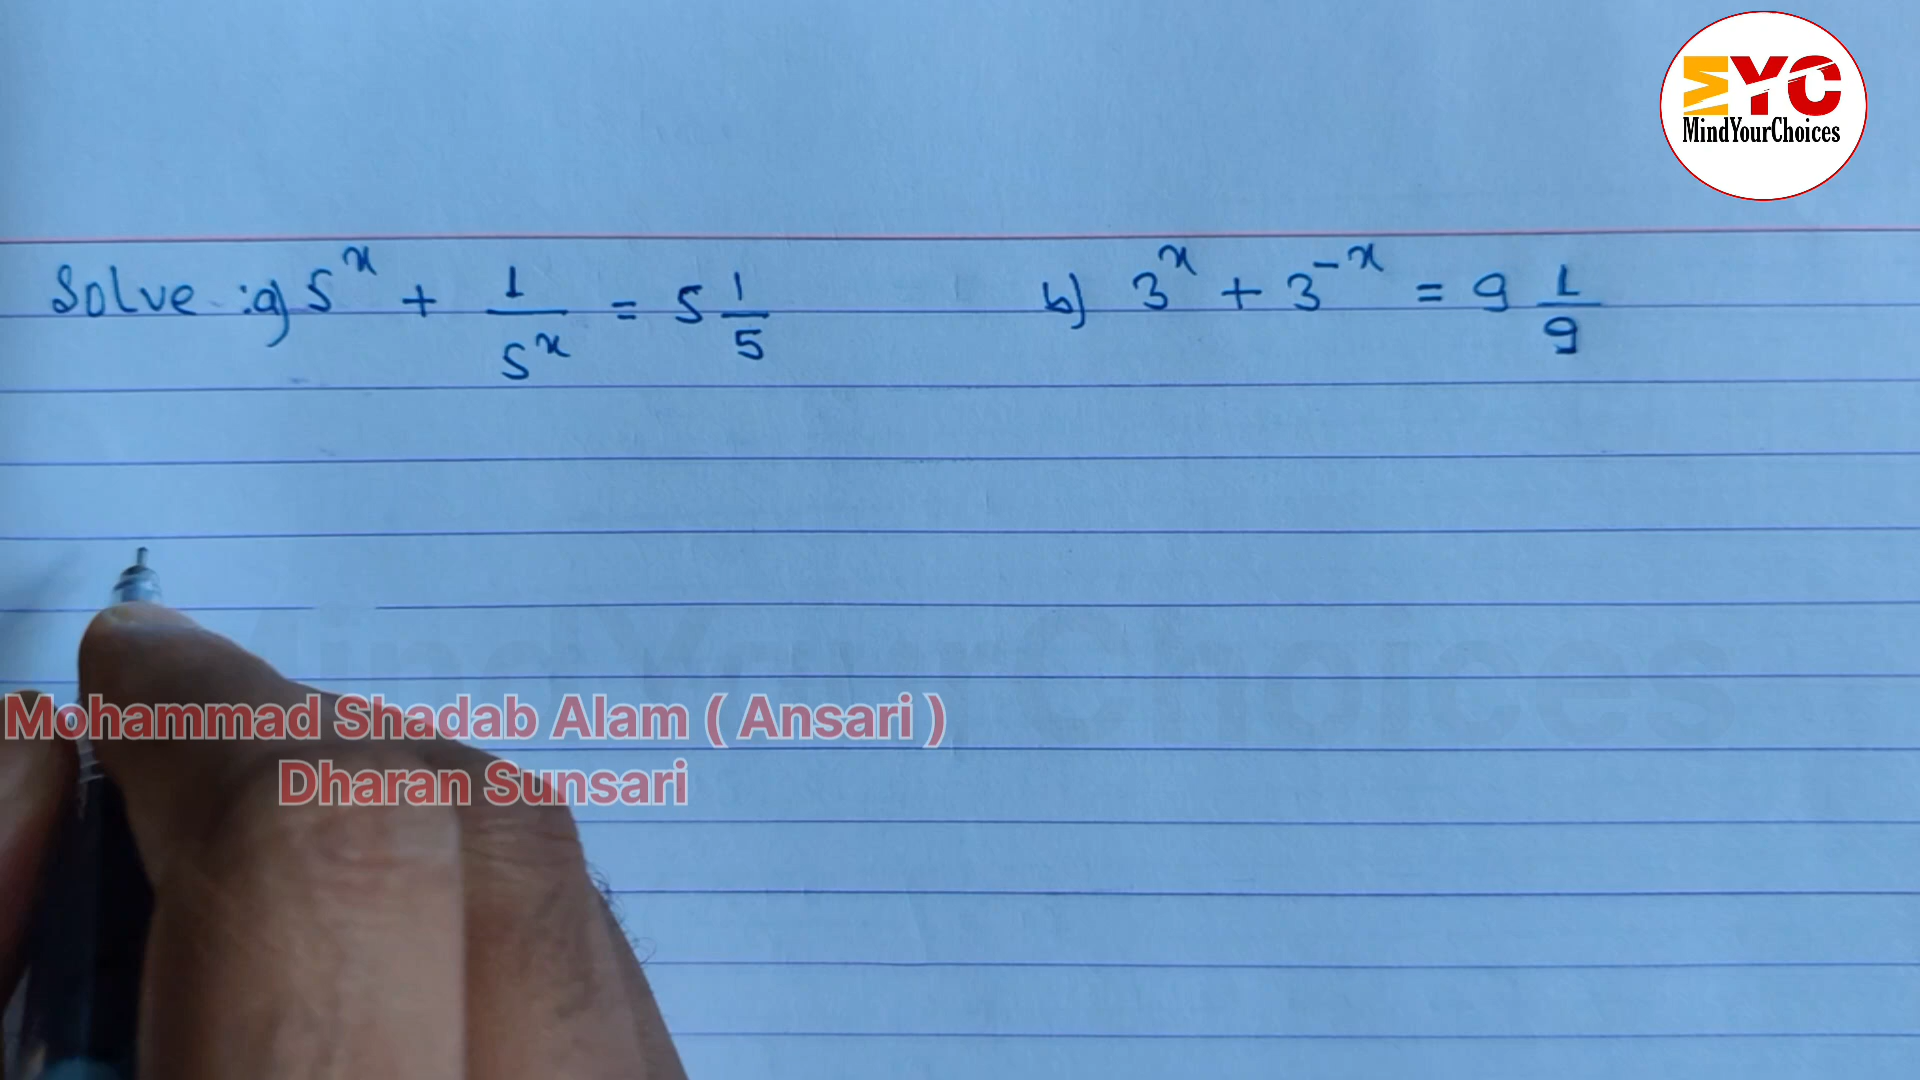 MYC
MindYourChoices
Solve :a) 5^x + 1/5^x = 5 1/5
b) 3^x + 3^-x = 9 1/9
MindYourChoices
Mohammad Shadab Alam ( Ansari )
Dharan Sunsari